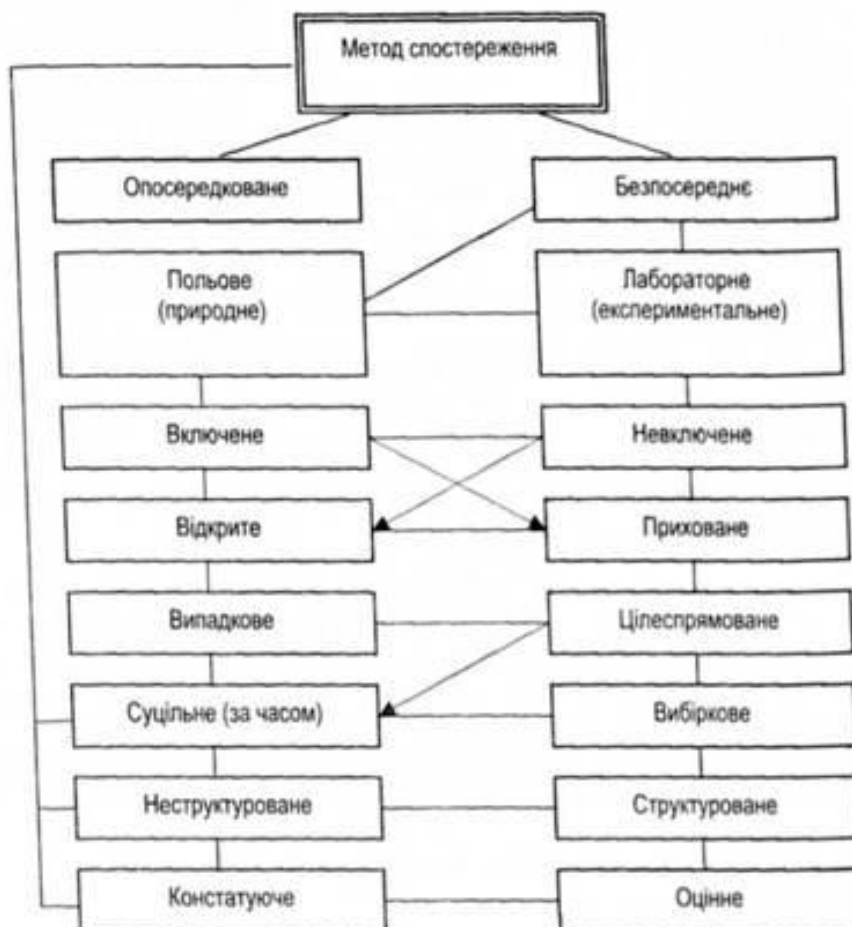 Метод спостереження
Опосередковане
Безпосереднє
Польове
(природне)
Лабораторне
(експериментальне)
Включене
Невключене
Відкрите
Приховане
Випадкове
Цілеспрямоване
Суцільне (за часом)
Вибіркове
Неструктуроване
Структуроване
Констатуюче
Оцінне